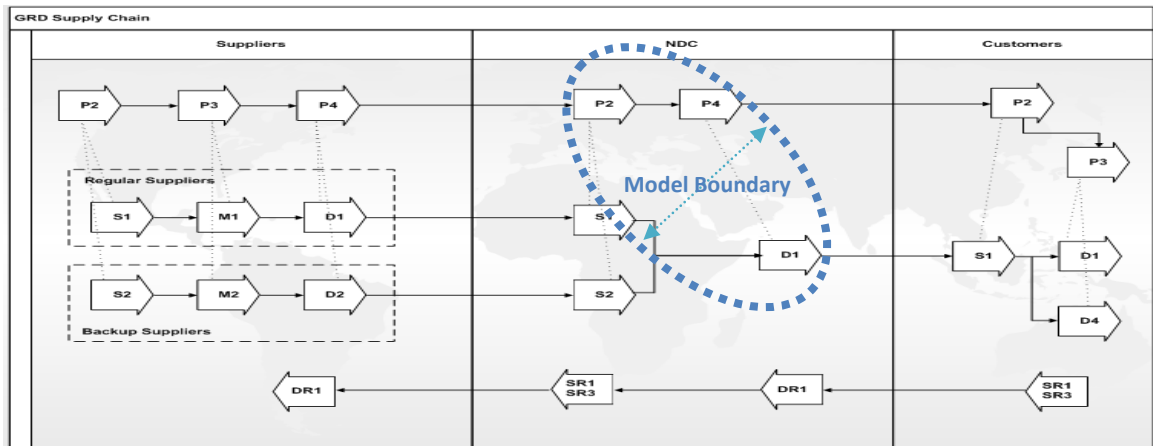 GRD Supply Chain
Suppliers
NDC
Customers
P2
P3
P4
P2
P4
P2
P3
Regular Suppliers
Model Boundary
S1
M1
D1
S1
D1
S1
D1
S2
M2
D2
S2
D4
Backup Suppliers
DR1
SR1
SR3
DR1
SR1
SR3